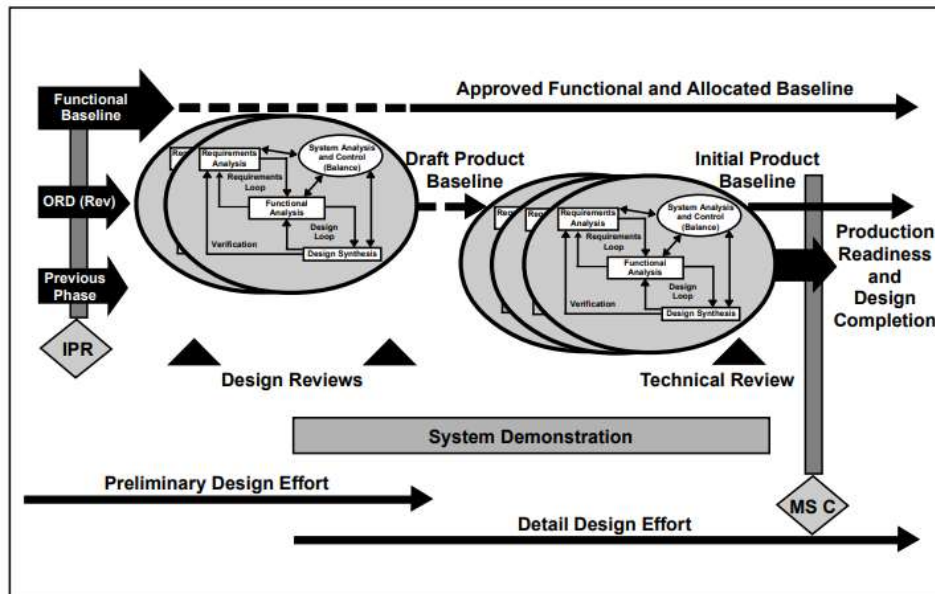 Functional
Baseline
Approved Functional and Allocated Baseline
ORD (Rev)
Previous
Phase
IPR
Requirements
Analysis
System Analysis
and Control
(Balance)
Requirements
Loop
Functional
Analysis
Design
Loop
Verification
Design Synthesis
Draft Product
Baseline
Requirements
Analysis
System Analysis
and Control
(Balance)
Requirements
Loop
Functional
Analysis
Design
Loop
Verification
Design Synthesis
Initial Product
Baseline
Production
Readiness
and
Design
Completion
Design Reviews
Technical Review
System Demonstration
Preliminary Design Effort
MS C
Detail Design Effort